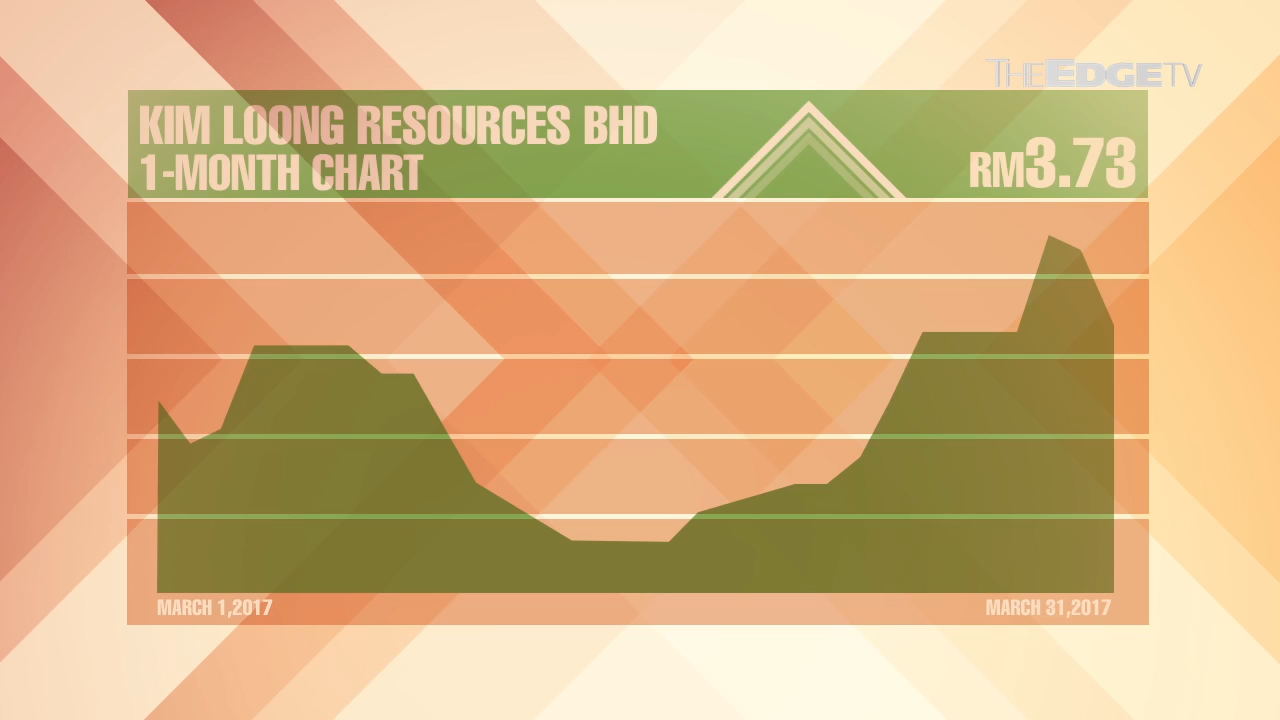 THEEDGETV
KIM LOONG RESOURCES BHD
1-MONTH CHART
RM3.73
MARCH 1,2017
MARCH 31,2017